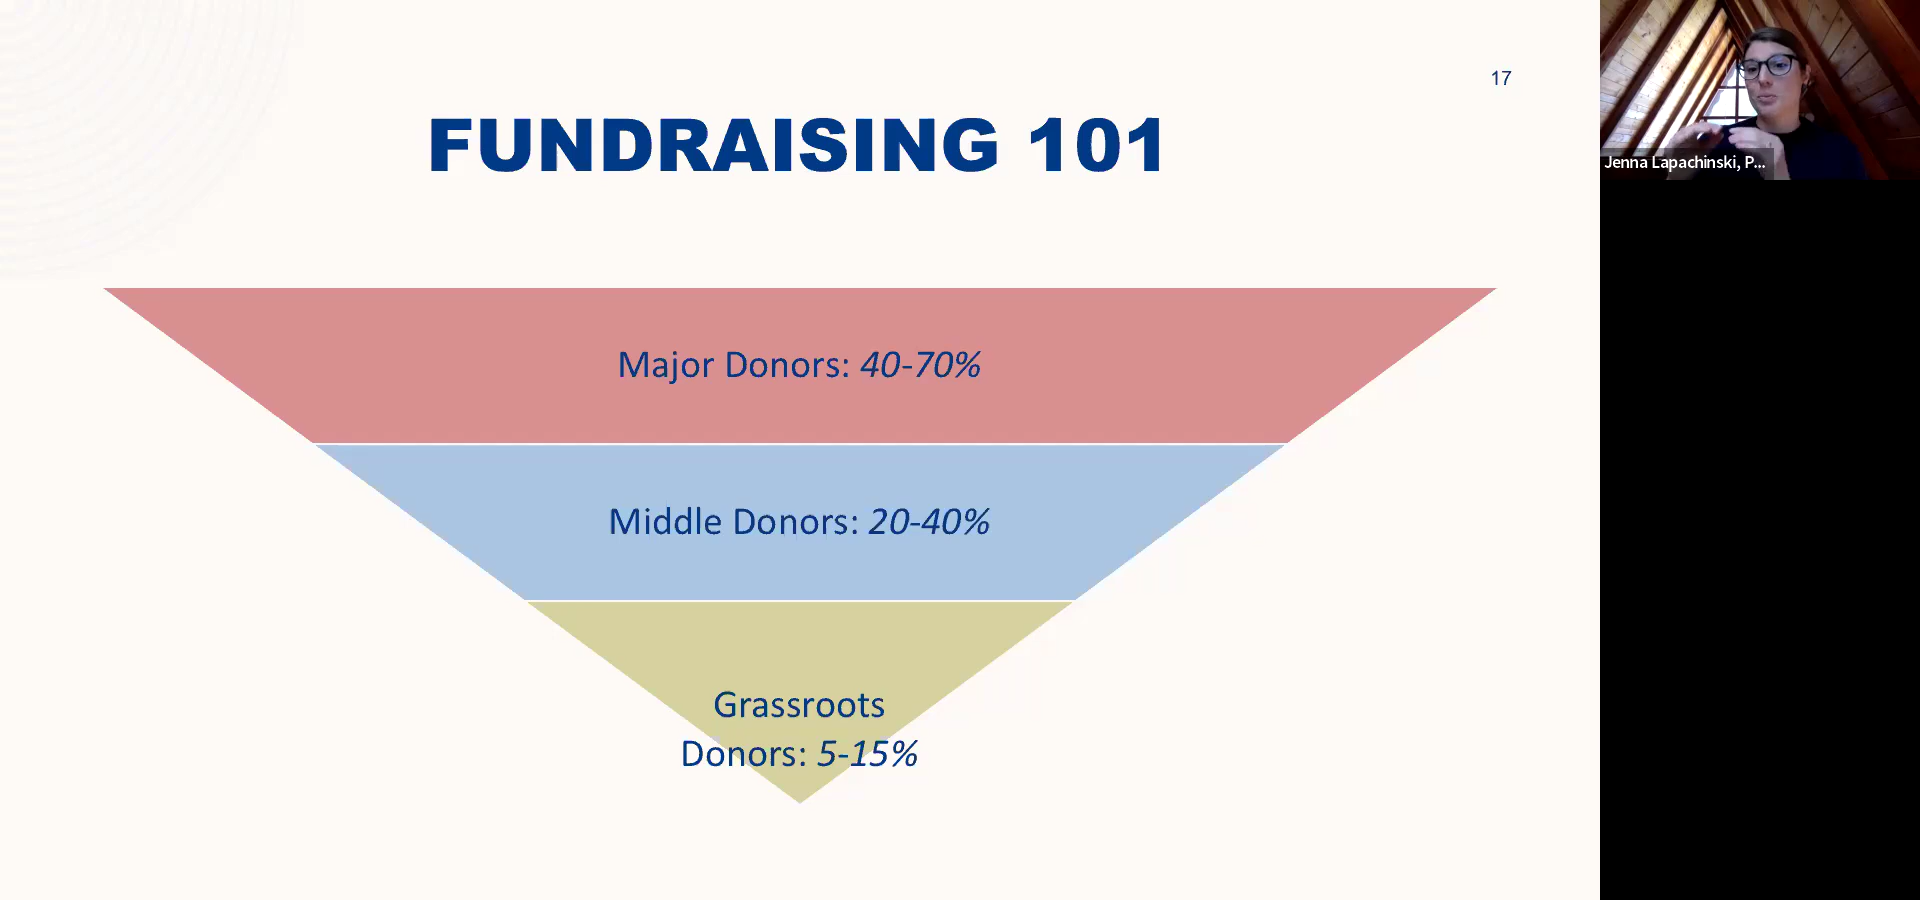 17
FUNDRAISING 101
Major Donors: 40-70%
Middle Donors: 20-40%
Grassroots
Donors: 5-15%
Jenna Lapachinski, P...